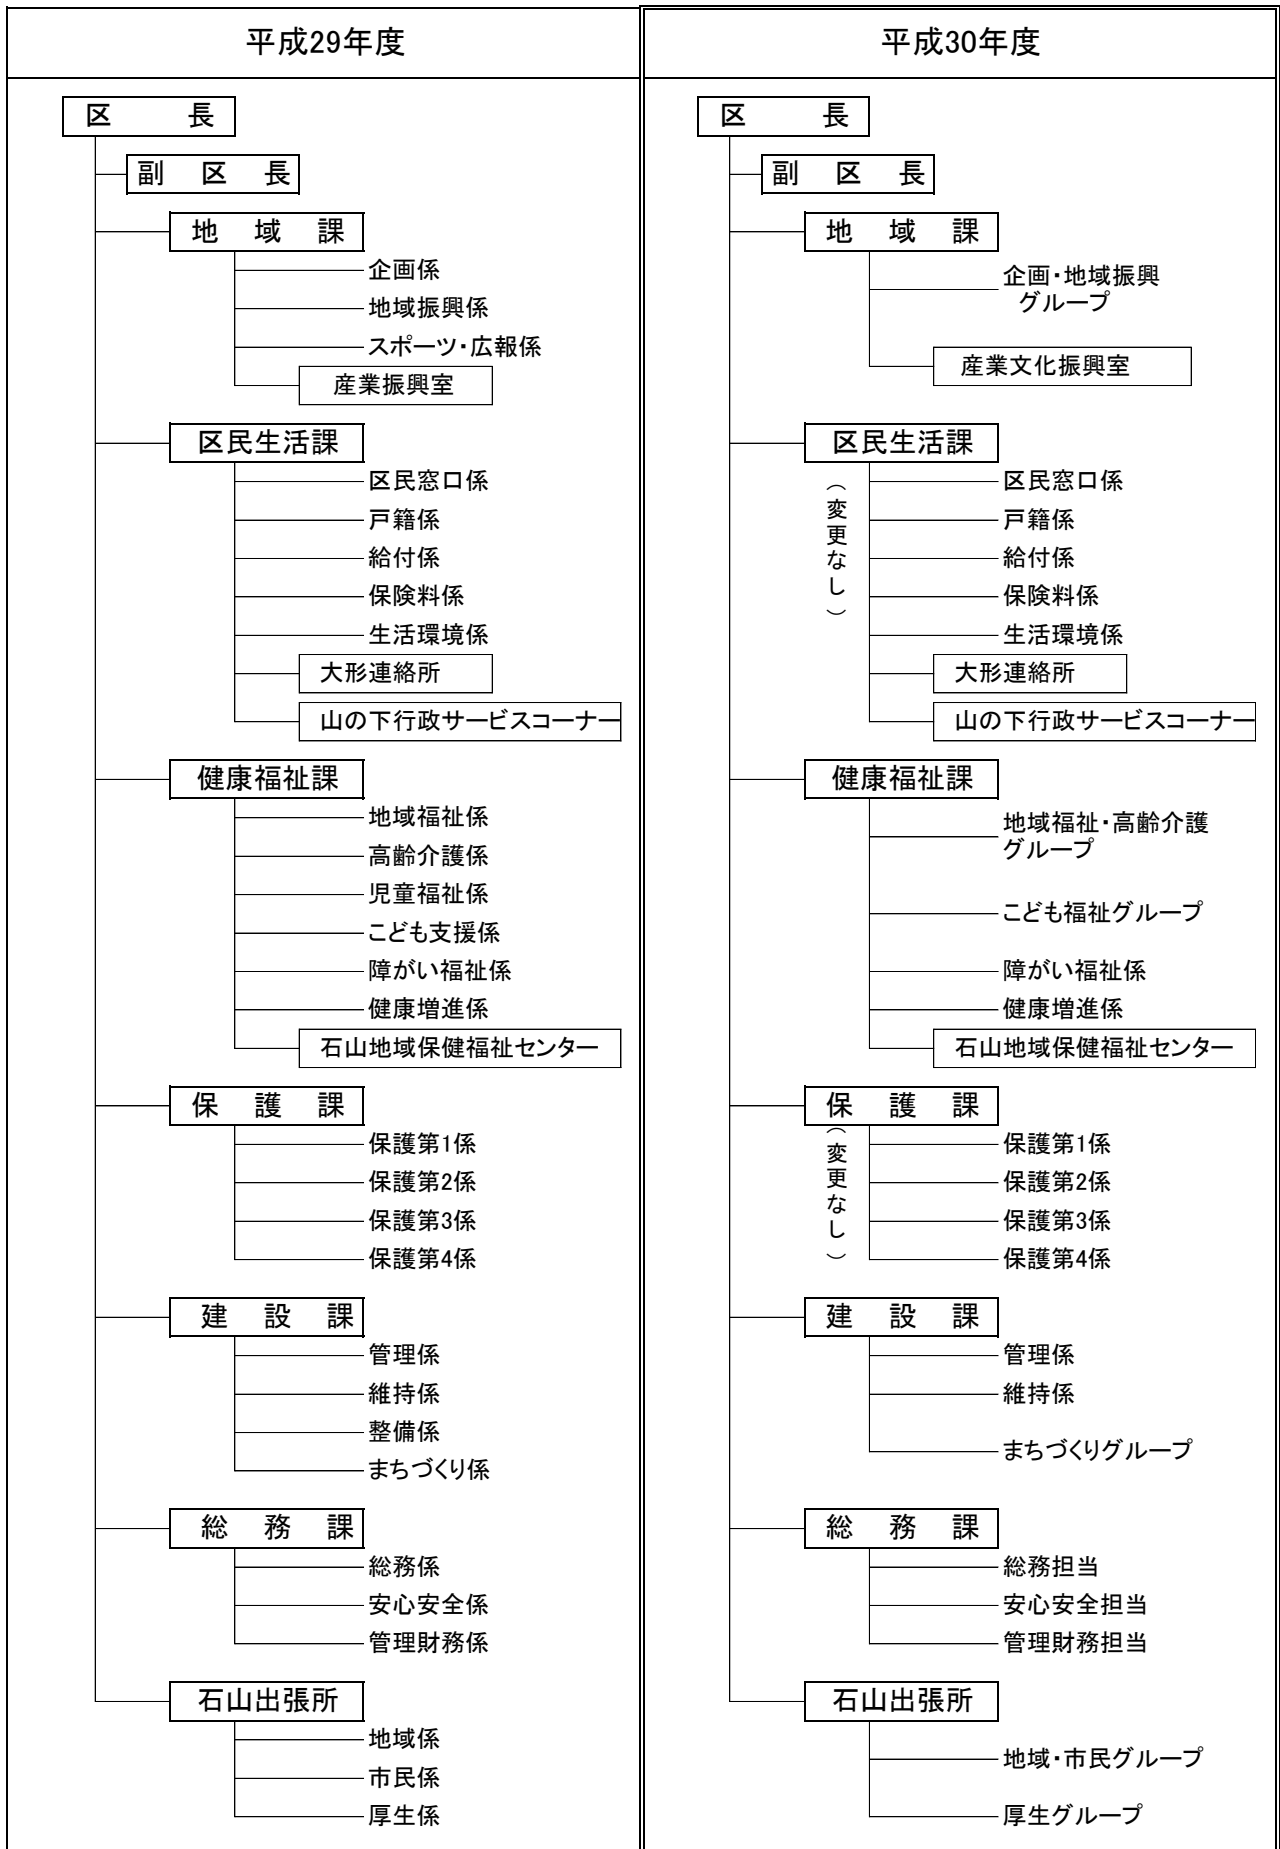 平成29年度
区　長
副　区　長
地　域　課
企画係
地域振興係
スポーツ・広報係
産業振興室
区民生活課
区民窓口係
戸籍係
給付係
保険料係
生活環境係
大形連絡所
山の下行政サービスコーナー
健康福祉課
地域福祉係
高齢介護係
児童福祉係
こども支援係
障がい福祉係
健康増進係
石山地域保健福祉センター
保　護　課
保護第1係
保護第2係
保護第3係
保護第4係
建　設　課
管理係
維持係
整備係
まちづくり係
総　務　課
総務係
安心安全係
管理財務係
石山出張所
地域係
市民係
厚生係
平成30年度
区　長
副　区　長
地　域　課
企画・地域振興
グループ
産業文化振興室
区民生活課
（変更なし）
区民窓口係
戸籍係
給付係
保険料係
生活環境係
大形連絡所
山の下行政サービスコーナー
健康福祉課
地域福祉・高齢介護
グループ
こども福祉グループ
障がい福祉係
健康増進係
石山地域保健福祉センター
保　護　課
（変更なし）
保護第1係
保護第2係
保護第3係
保護第4係
建　設　課
管理係
維持係
まちづくりグループ
総　務　課
総務担当
安心安全担当
管理財務担当
石山出張所
地域・市民グループ
厚生グループ